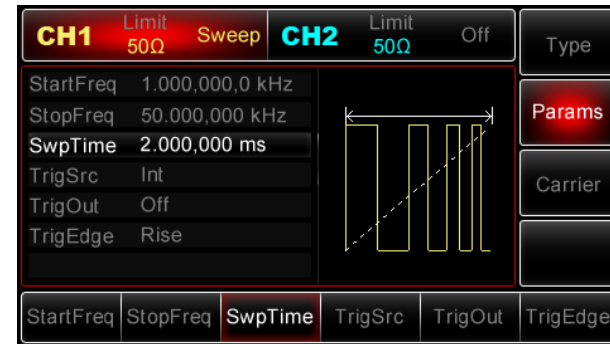 CH1 Limit 50Ω Sweep CH2 Limit 50Ω Off
Type
StartFreq 1.000,000,0 kHz
StopFreq 50.000,000 kHz
SwpTime 2.000,000 ms
TrigSrc Int
TrigOut Off
TrigEdge Rise
Params
Carrier
StartFreq StopFreq SwpTime TrigSrc TrigOut TrigEdge